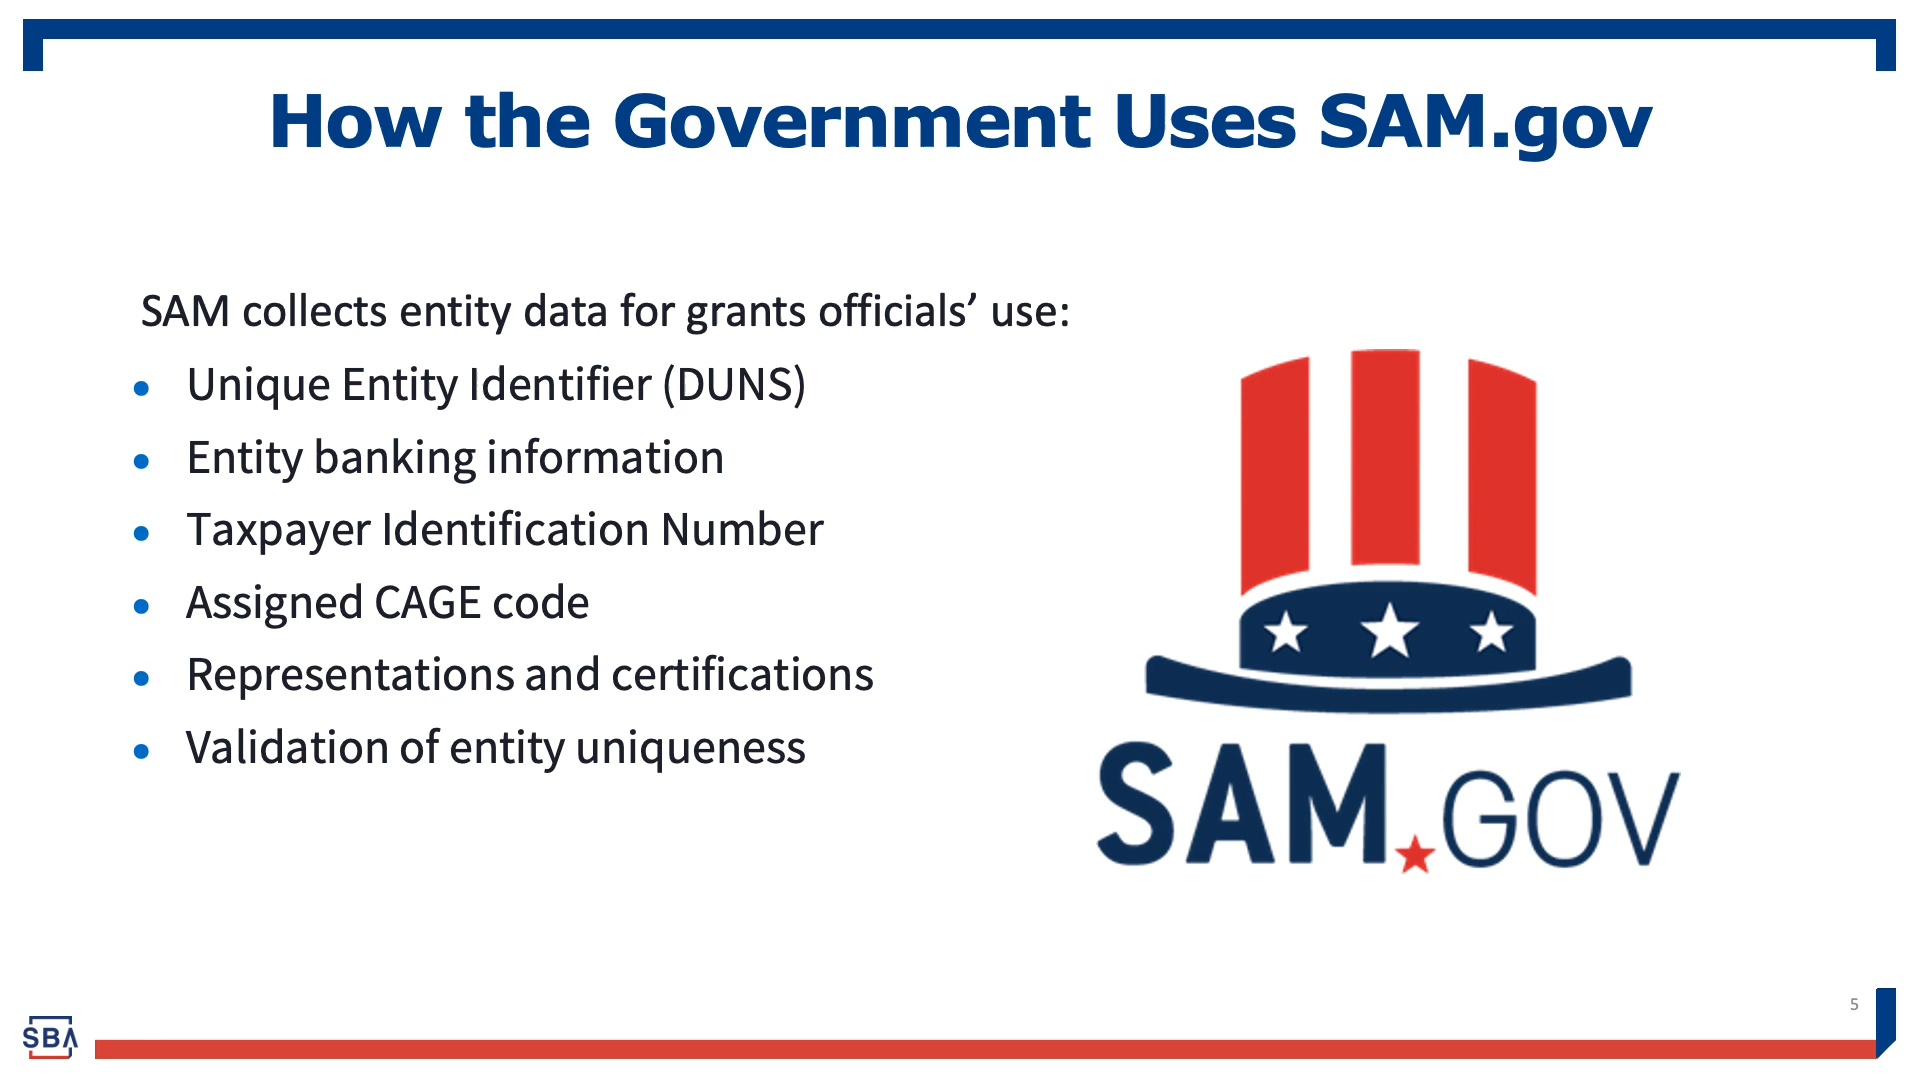 How the Government Uses SAM.gov
SAM collects entity data for grants officials’ use:
• Unique Entity Identifier (DUNS)
• Entity banking information
• Taxpayer Identification Number
• Assigned CAGE code
• Representations and certifications
• Validation of entity uniqueness
SAM.GOV
5
SBA